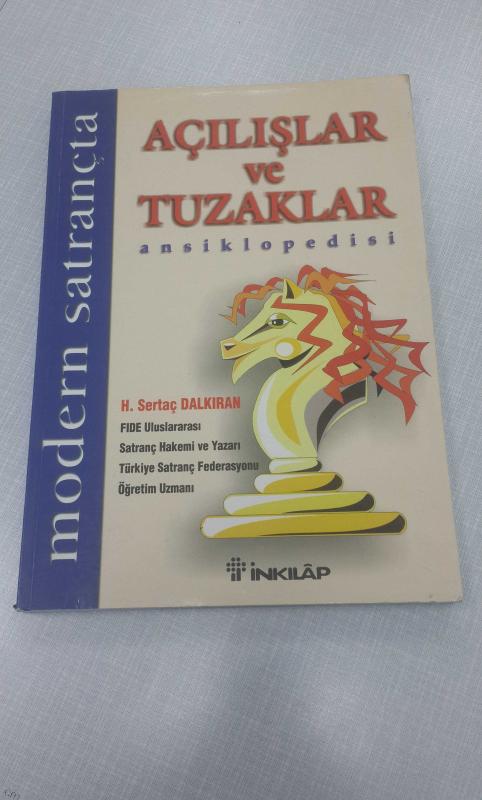 modern satrançta
AÇILIŞLAR
ve
TUZAKLAR
ansiklopedisi
H. Sertaç DALKIRAN
FIDE Uluslararası
Satranç Hakemi ve Yazarı
Türkiye Satranç Federasyonu
Öğretim Uzmanı
İNKILÂP